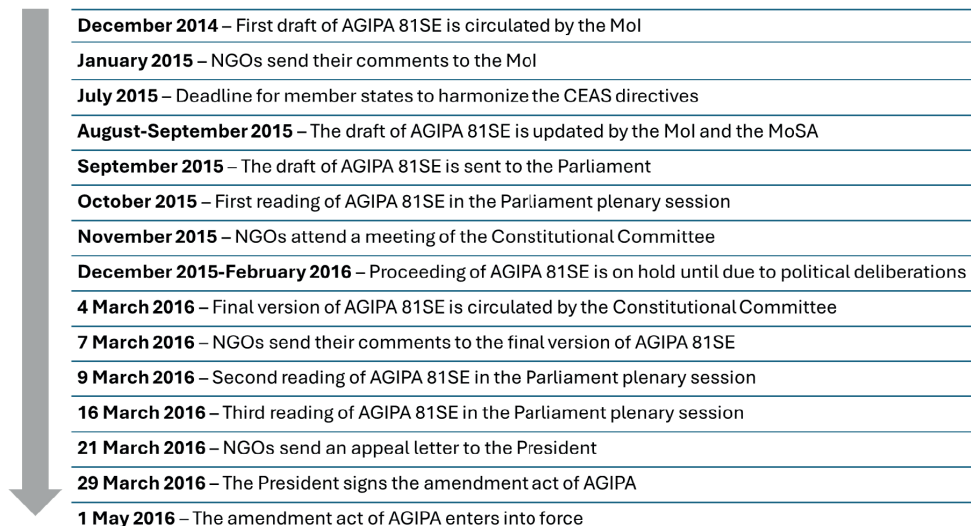 December 2014 – First draft of AGIPA 81SE is circulated by the MoI
January 2015 – NGOs send their comments to the MoI
July 2015 – Deadline for member states to harmonize the CEAS directives
August-September 2015 – The draft of AGIPA 81SE is updated by the MoI and the MoSA
September 2015 – The draft of AGIPA 81SE is sent to the Parliament
October 2015 – First reading of AGIPA 81SE in the Parliament plenary session
November 2015 – NGOs attend a meeting of the Constitutional Committee
December 2015-February 2016 – Proceeding of AGIPA 81SE is on hold until due to political deliberations
4 March 2016 – Final version of AGIPA 81SE is circulated by the Constitutional Committee
7 March 2016 – NGOs send their comments to the final version of AGIPA 81SE
9 March 2016 – Second reading of AGIPA 81SE in the Parliament plenary session
16 March 2016 – Third reading of AGIPA 81SE in the Parliament plenary session
21 March 2016 – NGOs send an appeal letter to the President
29 March 2016 – The President signs the amendment act of AGIPA
1 May 2016 – The amendment act of AGIPA enters into force